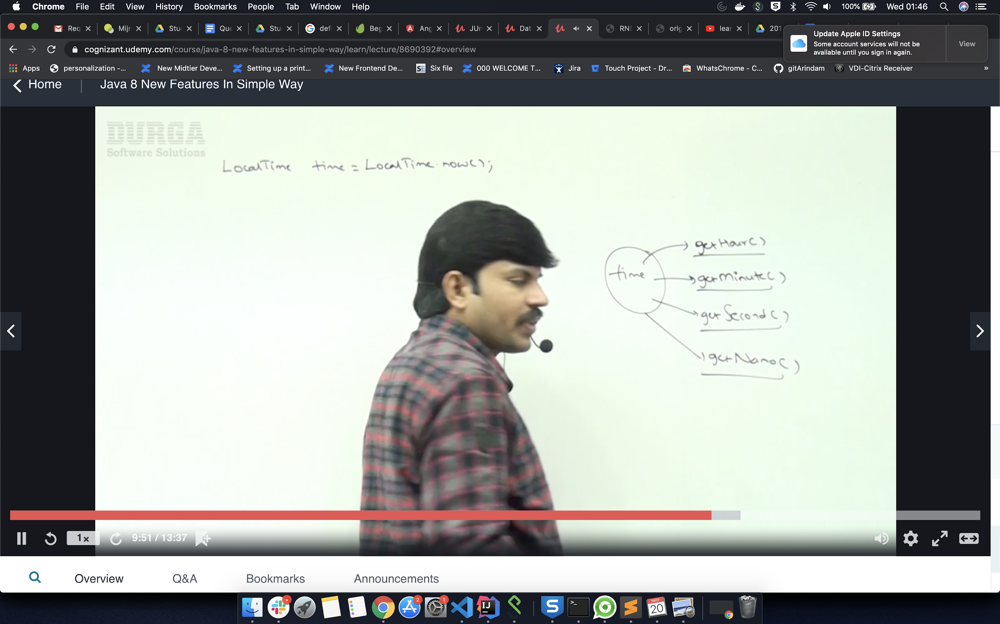 Chrome File Edit View History Bookmarks People Tab Window Help 100% Wed 01:46
Req Mijr Stu Que Stu defi Beg Ang JUr Dat RN5 orig lear 201
Update Apple ID Settings
Some account services will not be
available until you sign in again.
View
cognizant.udemy.com/course/java-8-new-features-in-simple-way/learn/lecture/8690392#overview
Apps personalization -... New Midtier Deve... Setting up a print... New Frontend De... SE Six file 000 WELCOME T... Jira Touch Project - Dr... WhatsChrome - C... gitArindam VDI-Citrix Receiver »
Home Java 8 New Features In Simple Way
DURGA
Software Solutions
LocalTime time = LocalTime.now();
getHour()
time
getMinute()
getSecond()
getNano()
1x 9:51 / 13:37
Overview Q&A Bookmarks Announcements
2 1 IJ S >_ S MAY
20